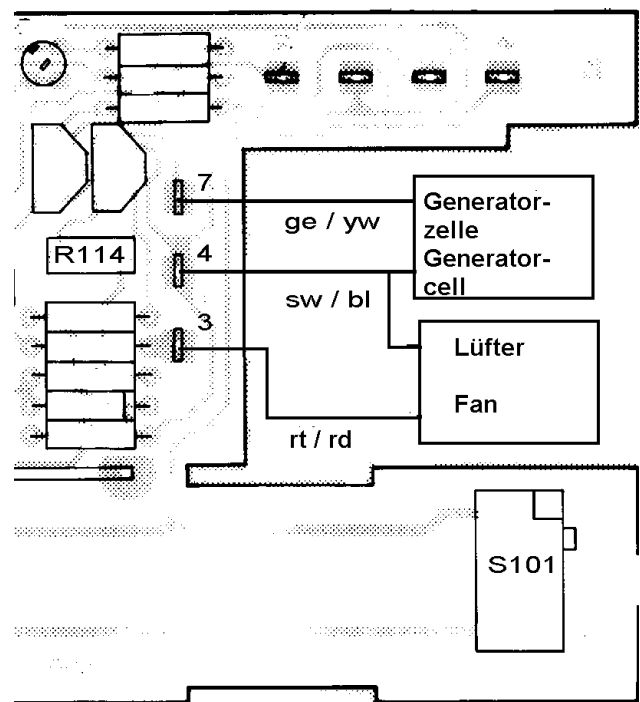 7
ge / yw
Generator-
zelle
R114
4
Generator-
cell
sw / bl
3
Lüfter
Fan
rt / rd
S101